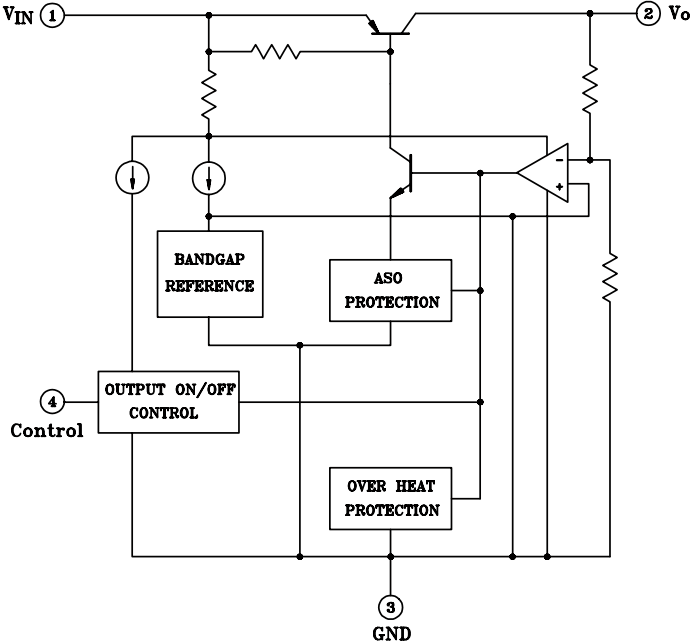 VIN 1
2 Vo
−
+
BANDGAP
REFERENCE
ASO
PROTECTION
4
Control
OUTPUT ON/OFF
CONTROL
OVER HEAT
PROTECTION
3
GND